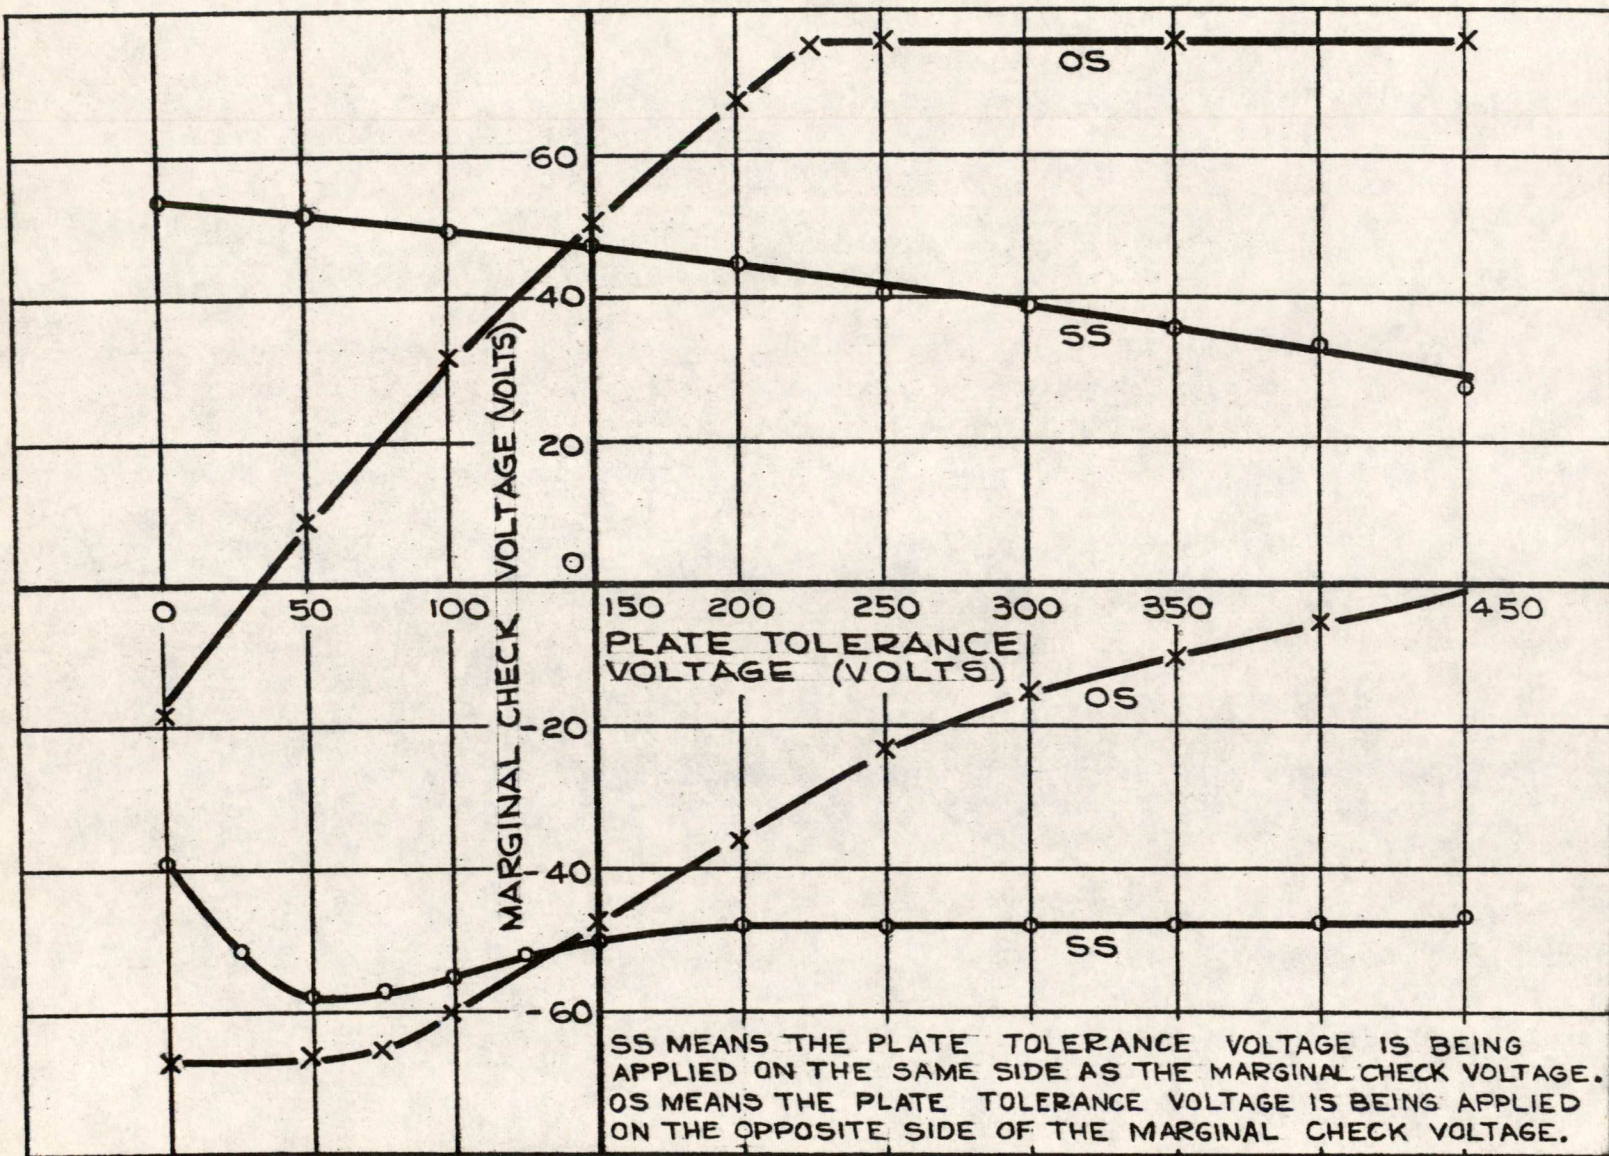 OS
60
40
SS
20
MARGINAL CHECK VOLTAGE (VOLTS)
0
0 50 100 150 200 250 300 350 450
PLATE TOLERANCE
VOLTAGE (VOLTS)
OS
-20
-40
SS
-60
SS MEANS THE PLATE TOLERANCE VOLTAGE IS BEING
APPLIED ON THE SAME SIDE AS THE MARGINAL CHECK VOLTAGE.
OS MEANS THE PLATE TOLERANCE VOLTAGE IS BEING APPLIED
ON THE OPPOSITE SIDE OF THE MARGINAL CHECK VOLTAGE.